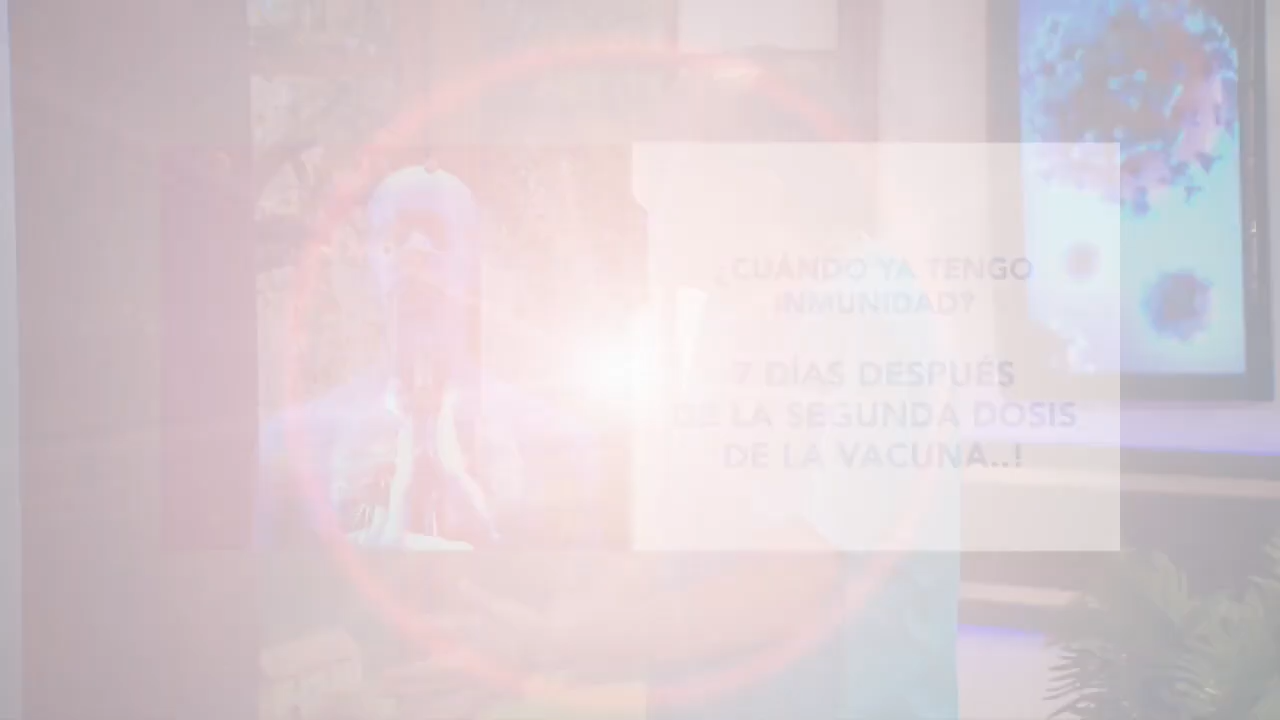 ¿CUÁNDO YA TENGO
INMUNIDAD?
7 DÍAS DESPUÉS
DE LA SEGUNDA DOSIS
DE LA VACUNA..!